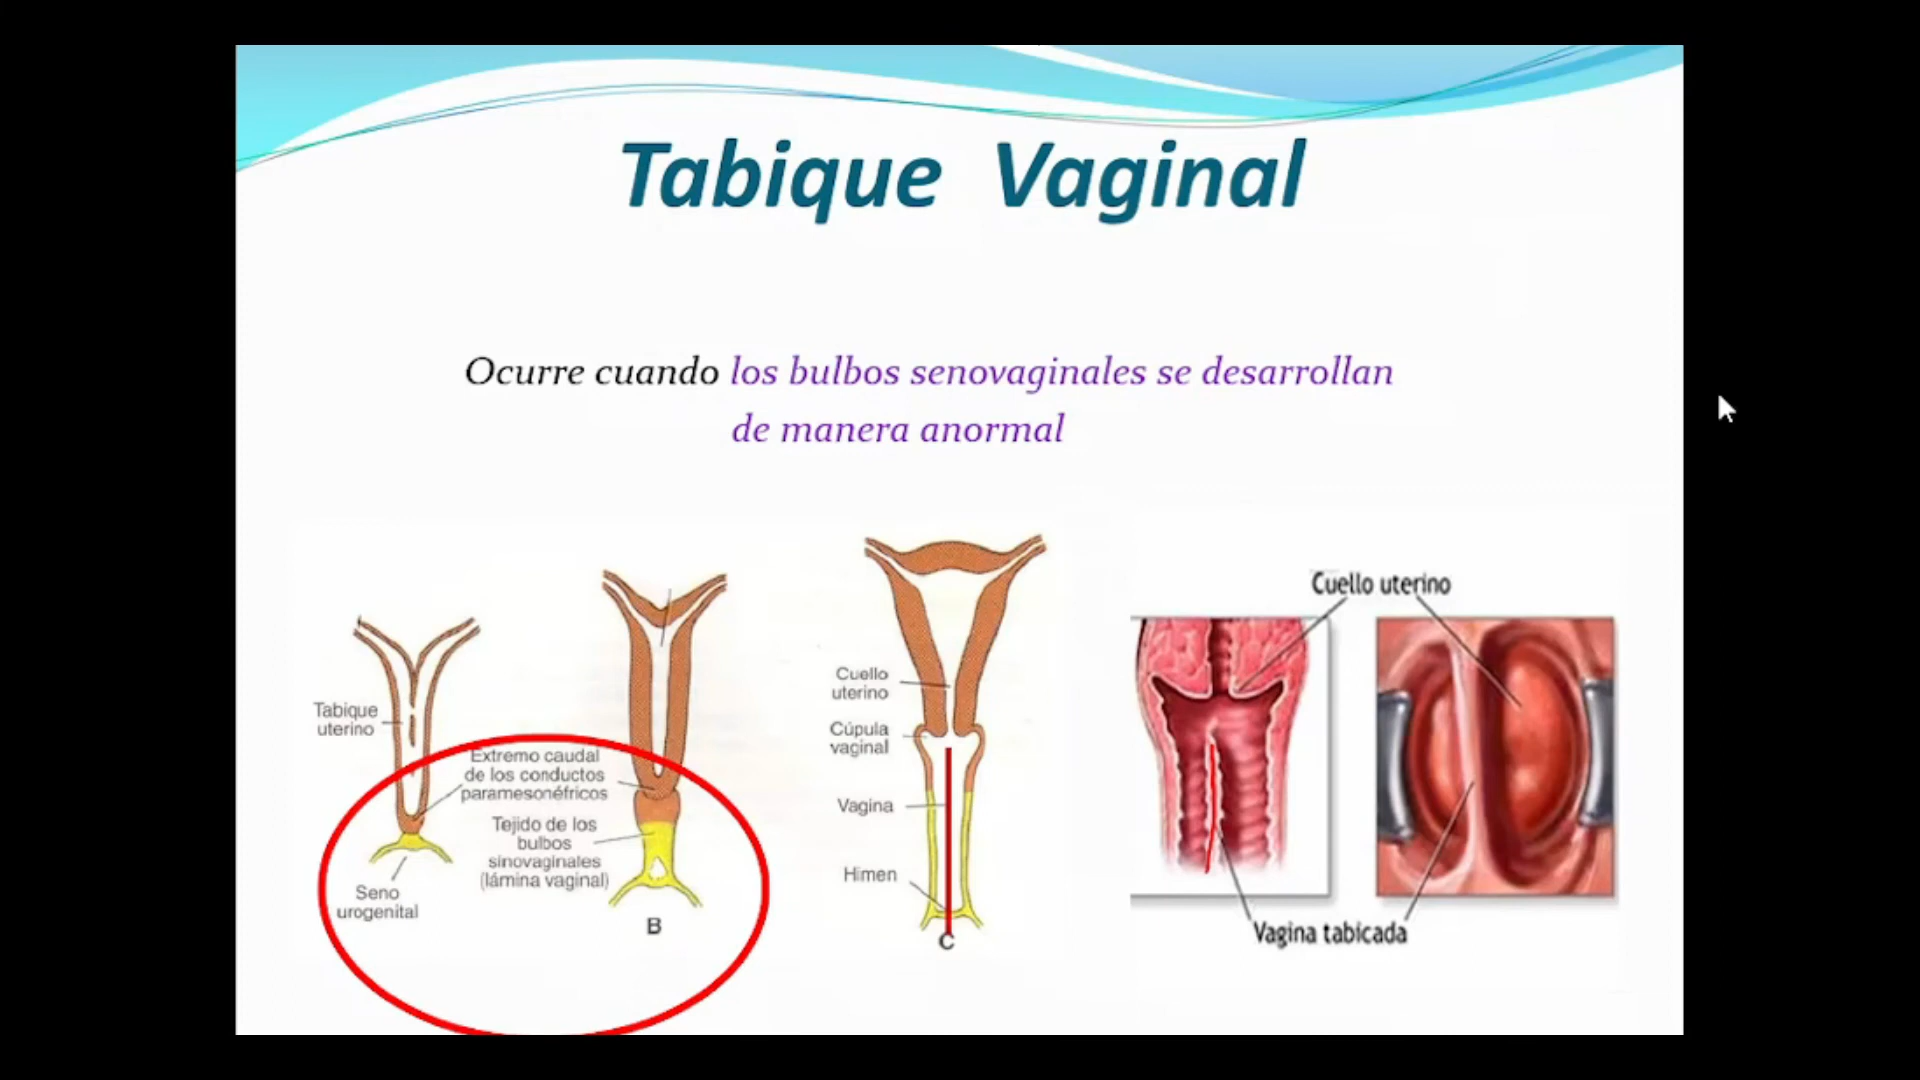 Tabique Vaginal
Ocurre cuando los bulbos senovaginales se desarrollan
de manera anormal
Tabique
uterino
Seno
urogenital
Extremo caudal
de los conductos
paramesonéfricos
Tejido de los
bulbos
sinovaginales
(lámina vaginal)
B
Cuello
uterino
Cúpula
vaginal
Vagina
Himen
C
Cuello uterino
Vagina tabicada